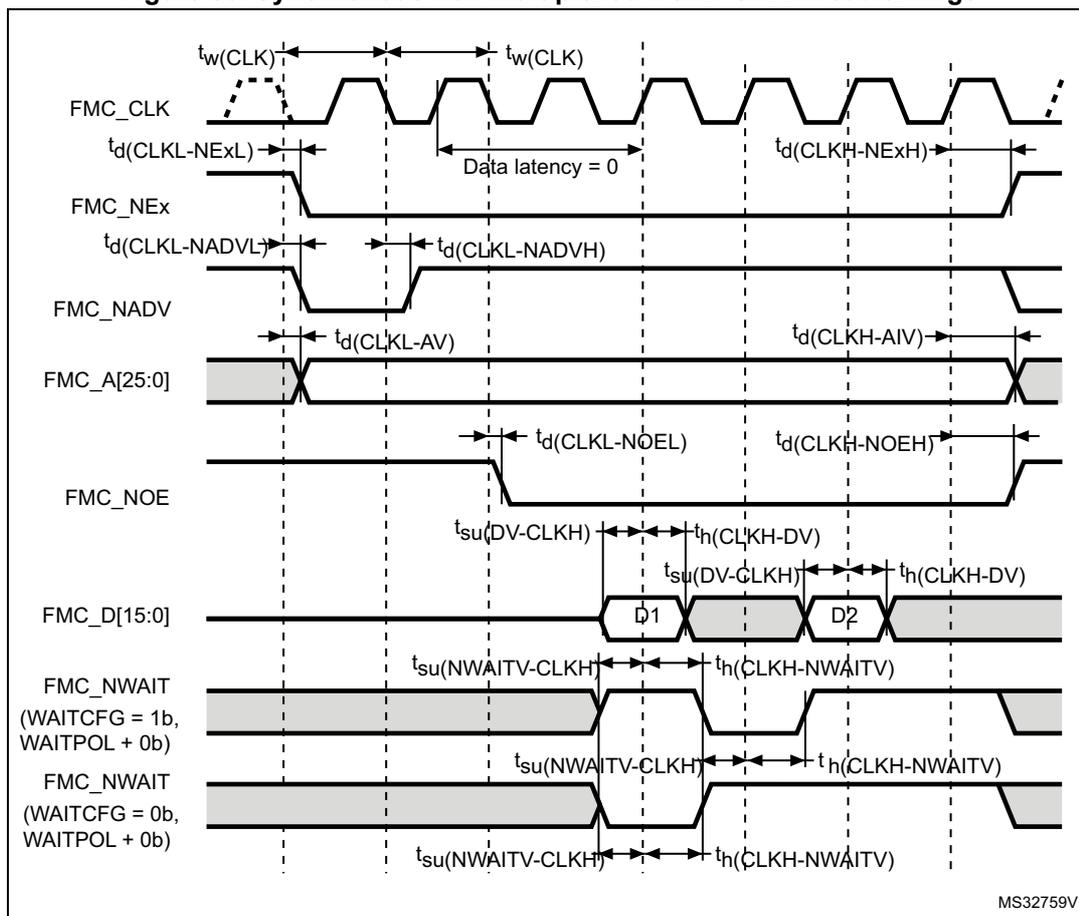 tw(CLK) tw(CLK)
FMC_CLK
td(CLKL-NExL) Data latency = 0 td(CLKH-NExH)
FMC_NEx
td(CLKL-NADVL) td(CLKL-NADVH)
FMC_NADV
td(CLKL-AV) td(CLKH-AIV)
FMC_A[25:0]
td(CLKL-NOEL) td(CLKH-NOEH)
FMC_NOE
tsu(DV-CLKH) th(CLKH-DV)
tsu(DV-CLKH) th(CLKH-DV)
FMC_D[15:0] D1 D2
tsu(NWAITV-CLKH) th(CLKH-NWAITV)
FMC_NWAIT
(WAITCFG = 1b,
WAITPOL + 0b)
tsu(NWAITV-CLKH) th(CLKH-NWAITV)
FMC_NWAIT
(WAITCFG = 0b,
WAITPOL + 0b)
tsu(NWAITV-CLKH) th(CLKH-NWAITV)